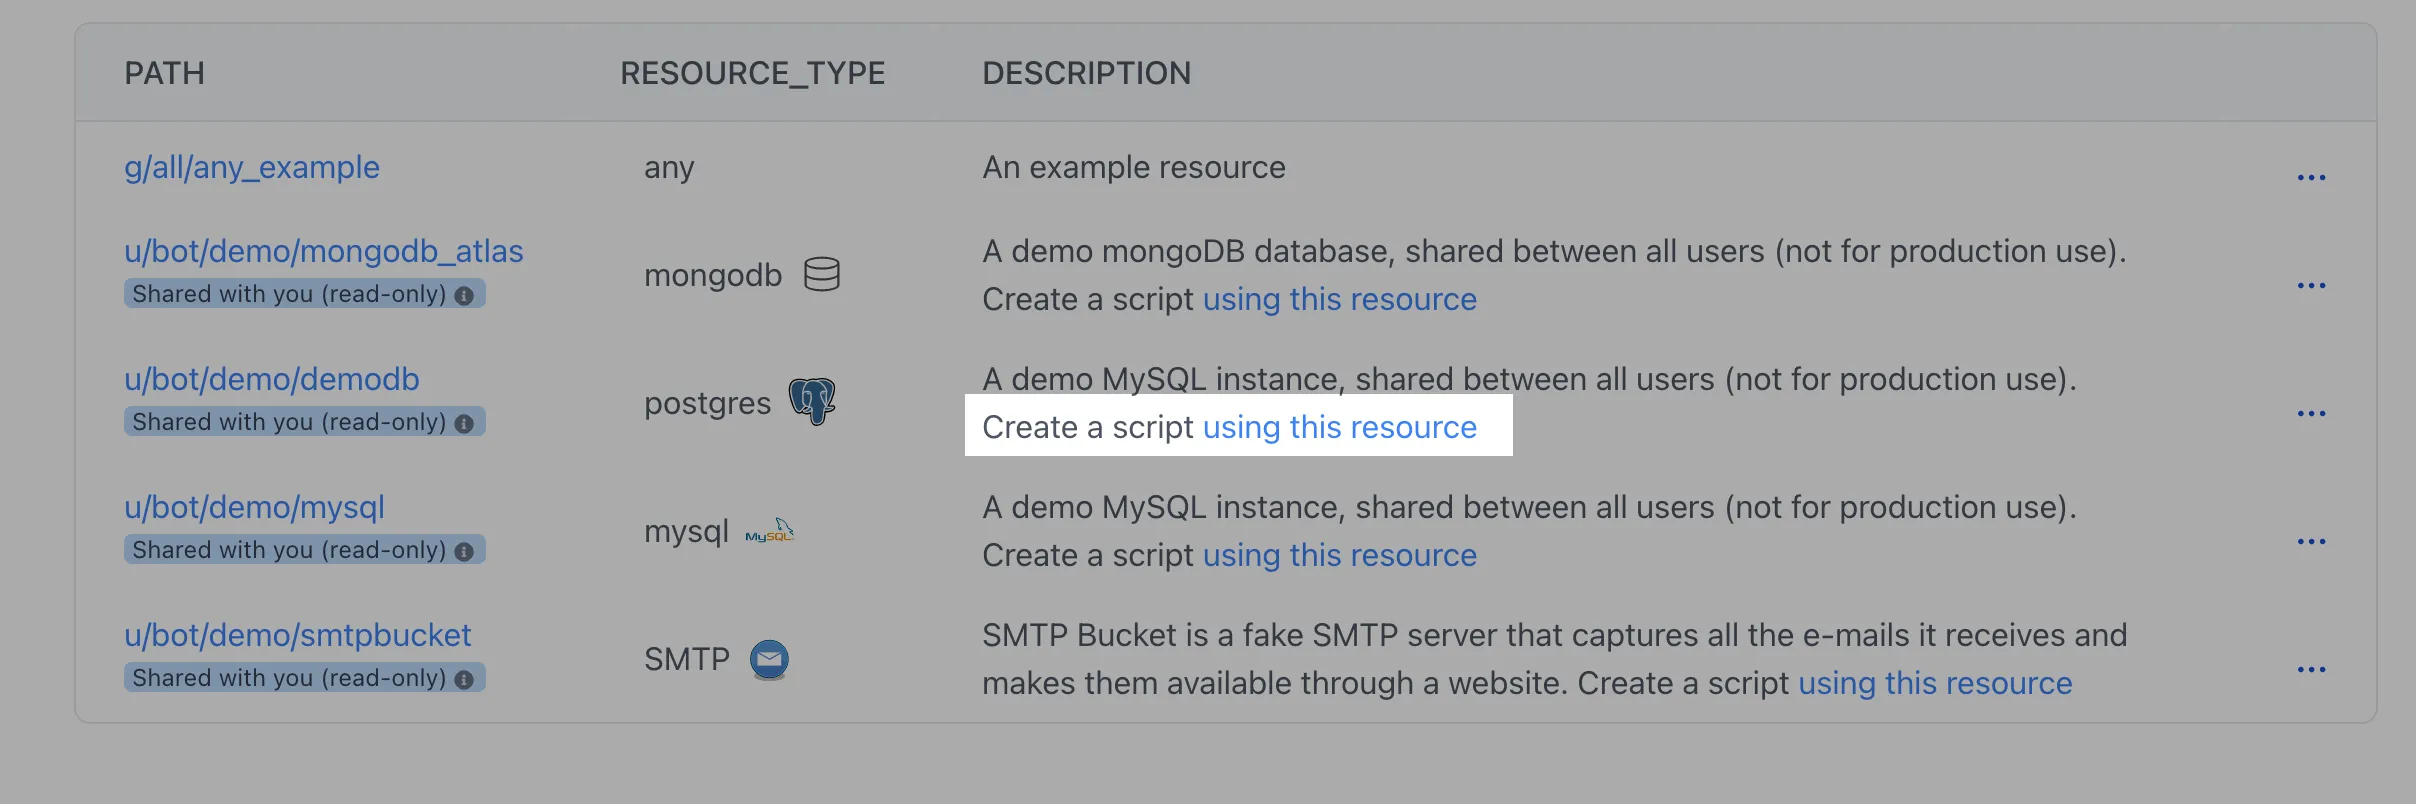 PATH RESOURCE_TYPE DESCRIPTION
g/all/any_example any An example resource ...
u/bot/demo/mongodb_atlas A demo mongoDB database, shared between all users (not for production use).
Shared with you (read-only) i mongodb Create a script using this resource ...
u/bot/demo/demodb A demo MySQL instance, shared between all users (not for production use).
Shared with you (read-only) i postgres Create a script using this resource ...
u/bot/demo/mysql A demo MySQL instance, shared between all users (not for production use).
Shared with you (read-only) i mysql MySQL Create a script using this resource ...
u/bot/demo/smtpbucket SMTP Bucket is a fake SMTP server that captures all the e-mails it receives and
Shared with you (read-only) i SMTP makes them available through a website. Create a script using this resource ...